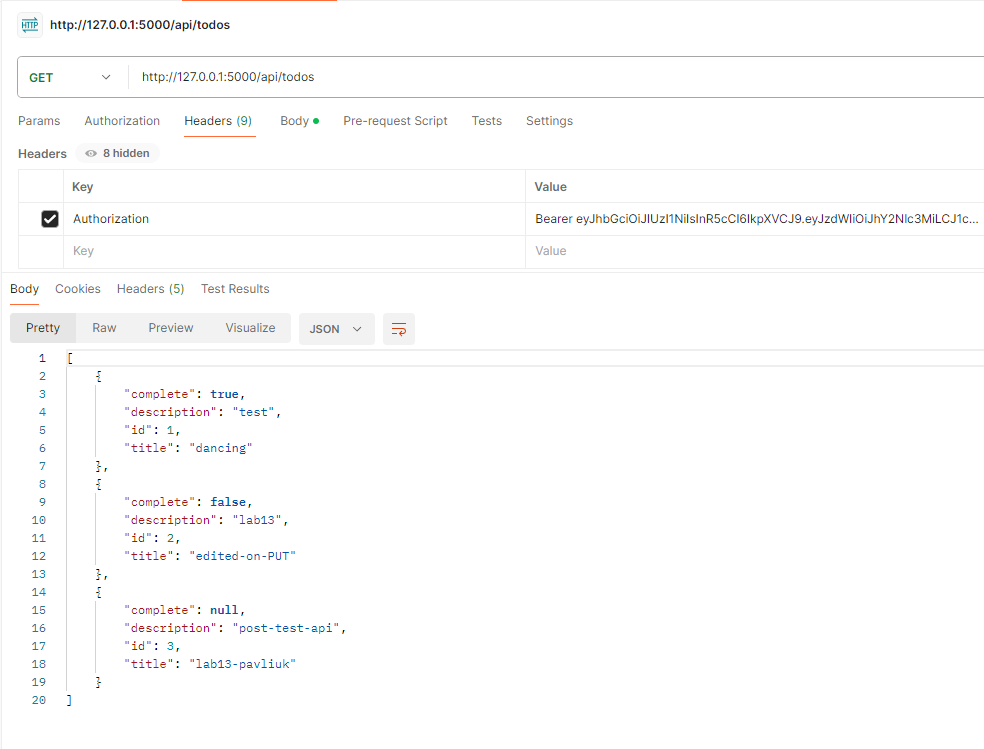 HTTP http://127.0.0.1:5000/api/todos
GET http://127.0.0.1:5000/api/todos
Params Authorization Headers (9) Body Pre-request Script Tests Settings
Headers 8 hidden
Key Value
Authorization Bearer eyJhbGciOiJIUzI1NiIsInR5cCI6IkpXVCJ9.eyJzdWIiOiJhY2Nlc3MiLCJ1c...
Key Value
Body Cookies Headers (5) Test Results
Pretty Raw Preview Visualize JSON
1 [
2 {
3 "complete": true,
4 "description": "test",
5 "id": 1,
6 "title": "dancing"
7 },
8 {
9 "complete": false,
10 "description": "lab13",
11 "id": 2,
12 "title": "edited-on-PUT"
13 },
14 {
15 "complete": null,
16 "description": "post-test-api",
17 "id": 3,
18 "title": "lab13-pavliuk"
19 }
20 ]